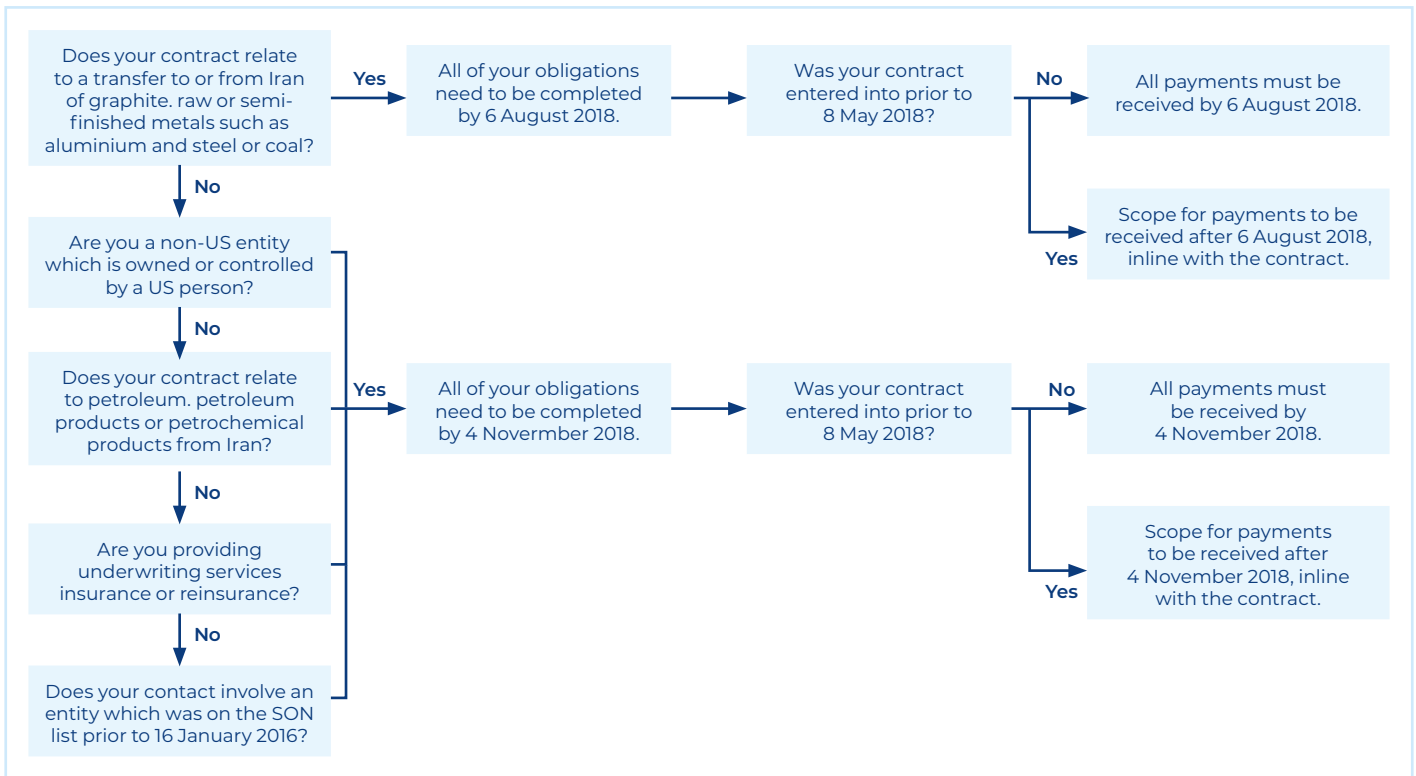 Does your contract relate
to a transfer to or from Iran
of graphite. raw or semi-
finished metals such as
aluminium and steel or coal?
Yes
All of your obligations
need to be completed
by 6 August 2018.
Was your contract
entered into prior to
8 May 2018?
No
All payments must be
received by 6 August 2018.
Yes
Scope for payments to be
received after 6 August 2018,
inline with the contract.
No
Are you a non-US entity
which is owned or controlled
by a US person?
No
Does your contract relate
to petroleum. petroleum
products or petrochemical
products from Iran?
Yes
All of your obligations
need to be completed
by 4 Novermber 2018.
Was your contract
entered into prior to
8 May 2018?
No
All payments must
be received by
4 November 2018.
Yes
Scope for payments
to be received after
4 November 2018, inline
with the contract.
No
Are you providing
underwriting services
insurance or reinsurance?
No
Does your contact involve an
entity which was on the SON
list prior to 16 January 2016?